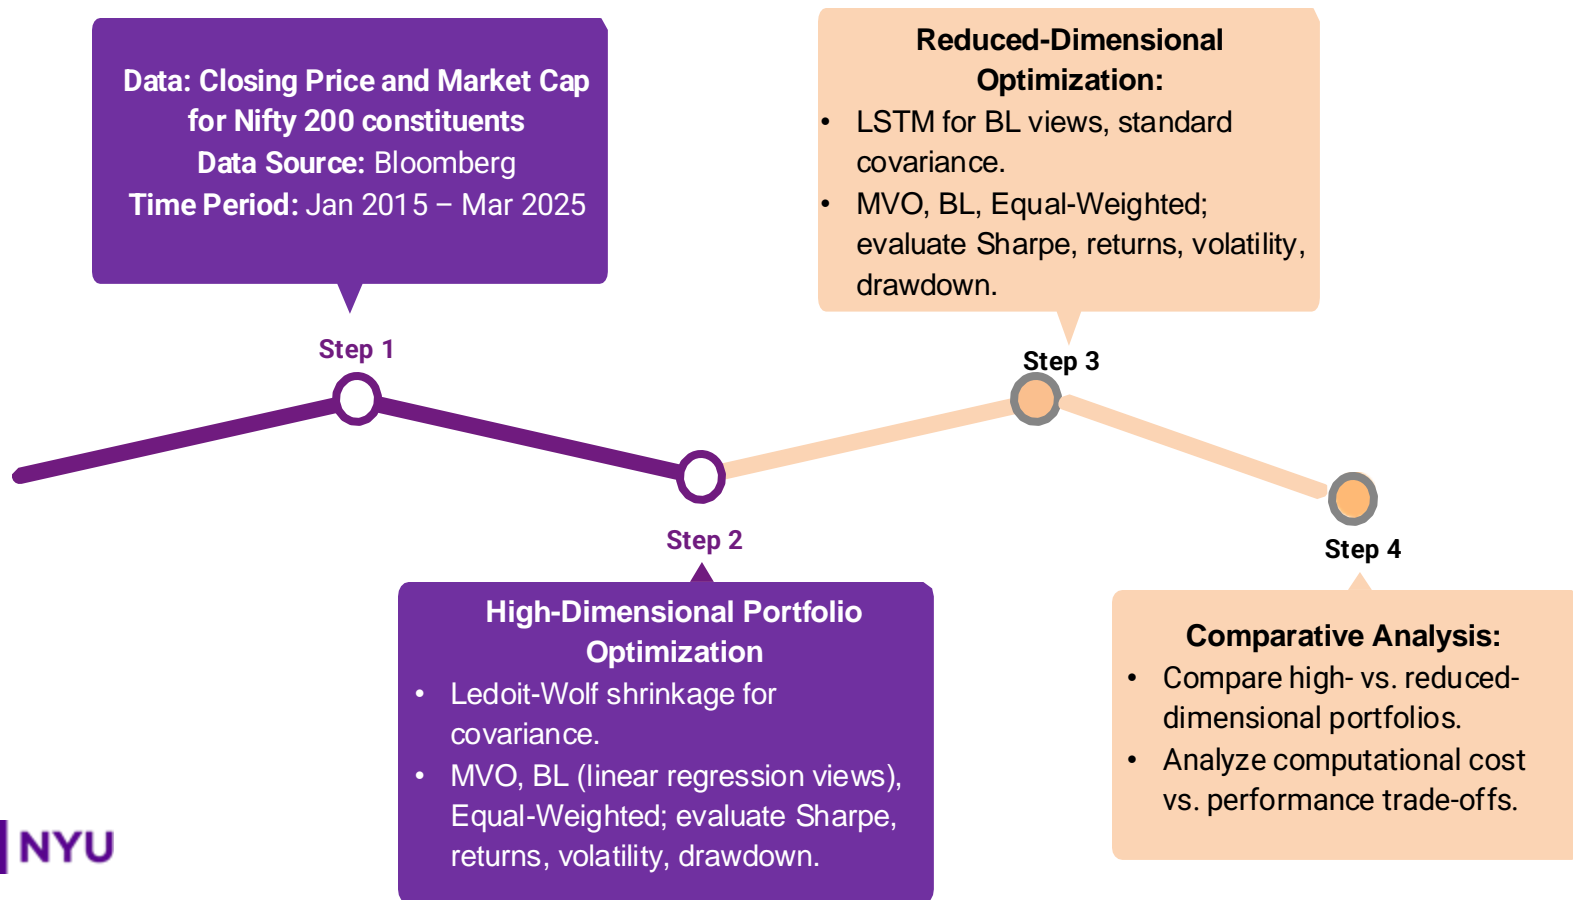 Data: Closing Price and Market Cap
for Nifty 200 constituents
Data Source: Bloomberg
Time Period: Jan 2015 – Mar 2025
Step 1
Step 2
High-Dimensional Portfolio
Optimization
• Ledoit-Wolf shrinkage for
covariance.
• MVO, BL (linear regression views),
Equal-Weighted; evaluate Sharpe,
returns, volatility, drawdown.
Reduced-Dimensional
Optimization:
• LSTM for BL views, standard
covariance.
• MVO, BL, Equal-Weighted;
evaluate Sharpe, returns, volatility,
drawdown.
Step 3
Step 4
Comparative Analysis:
• Compare high- vs. reduced-
dimensional portfolios.
• Analyze computational cost
vs. performance trade-offs.
NYU